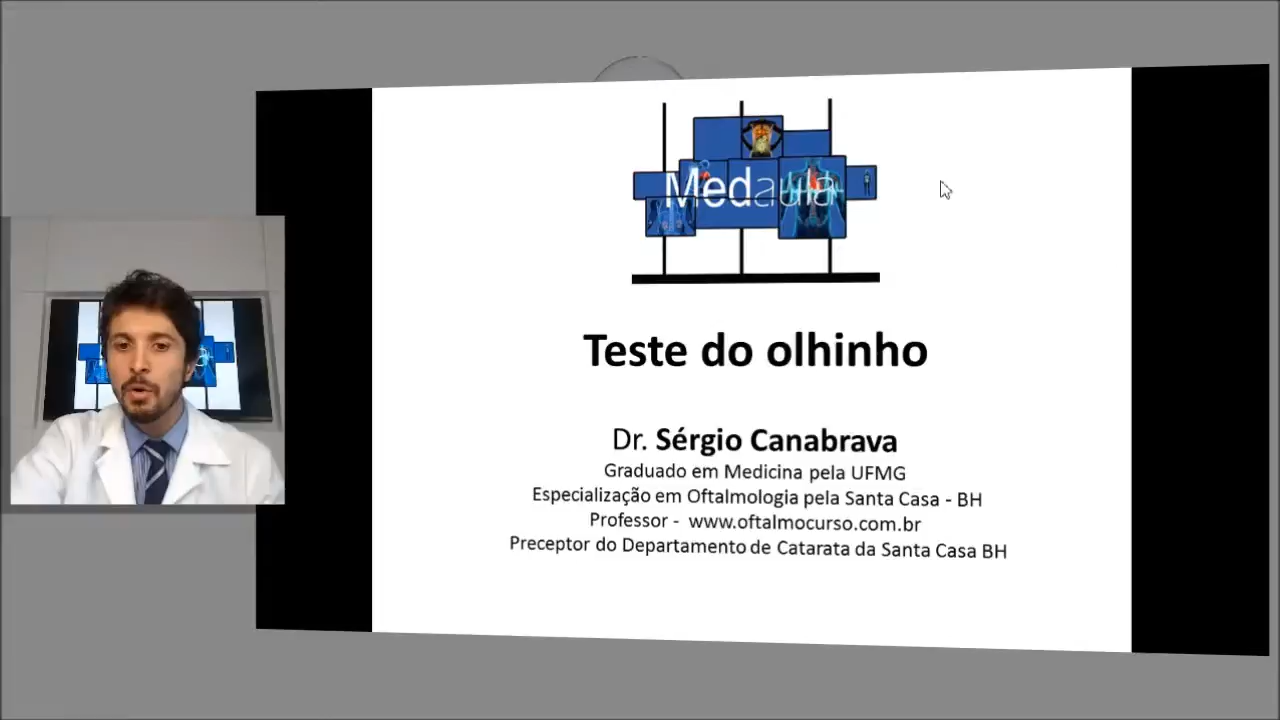 Medaula
Teste do olhinho
Dr. Sérgio Canabrava
Graduado em Medicina pela UFMG
Especialização em Oftalmologia pela Santa Casa - BH
Professor - www.oftalmocurso.com.br
Preceptor do Departamento de Catarata da Santa Casa BH